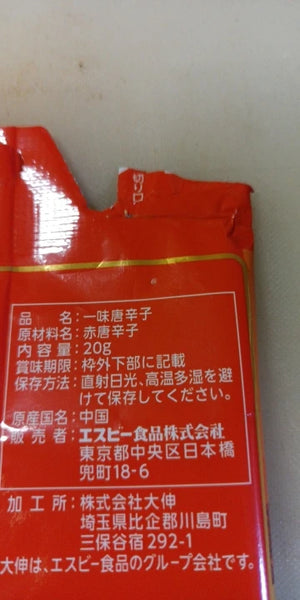 品　　名：一味唐辛子
原材料名：赤唐辛子
内 容 量：20g
賞味期限：枠外下部に記載
保存方法：直射日光、高温多湿を避
けて保存してください。
原産国名：中国
販 売 者：エスビー食品株式会社
東京都中央区日本橋
兜町18-6
加 工 所：株式会社大伸
埼玉県比企郡川島町
三保谷宿292-1
大伸は、エスビー食品のグループ会社です。